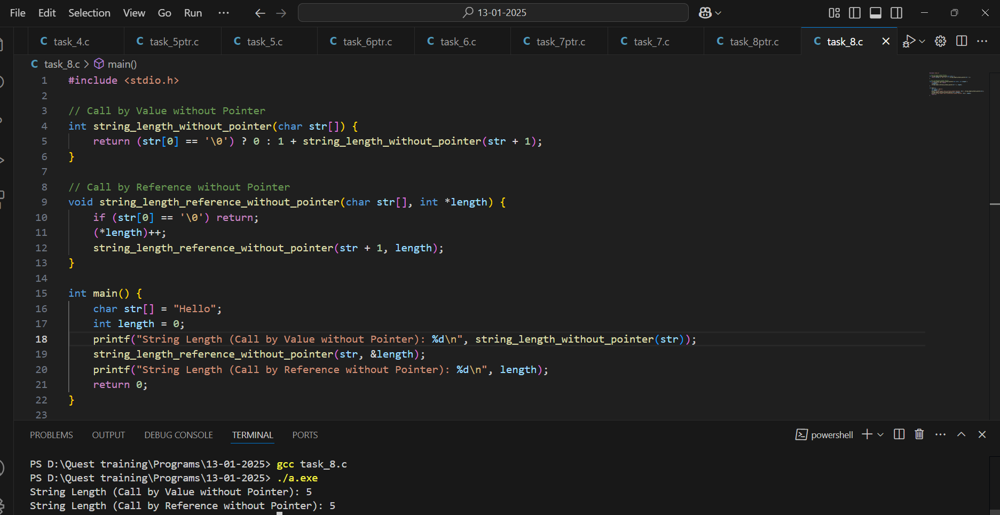 File Edit Selection View Go Run ··· 13-01-2025
C task_4.c C task_5ptr.c C task_5.c C task_6ptr.c C task_6.c C task_7ptr.c C task_7.c C task_8ptr.c C task_8.c
C task_8.c > main()
1 #include <stdio.h>
2
3 // Call by Value without Pointer
4 int string_length_without_pointer(char str[]) {
5     return (str[0] == '\0') ? 0 : 1 + string_length_without_pointer(str + 1);
6 }
7
8 // Call by Reference without Pointer
9 void string_length_reference_without_pointer(char str[], int *length) {
10     if (str[0] == '\0') return;
11     (*length)++;
12     string_length_reference_without_pointer(str + 1, length);
13 }
14
15 int main() {
16     char str[] = "Hello";
17     int length = 0;
18     printf("String Length (Call by Value without Pointer): %d\n", string_length_without_pointer(str));
19     string_length_reference_without_pointer(str, &length);
20     printf("String Length (Call by Reference without Pointer): %d\n", length);
21     return 0;
22 }
23
PROBLEMS OUTPUT DEBUG CONSOLE TERMINAL PORTS powershell
PS D:\Quest training\Programs\13-01-2025> gcc task_8.c
PS D:\Quest training\Programs\13-01-2025> ./a.exe
String Length (Call by Value without Pointer): 5
String Length (Call by Reference without Pointer): 5